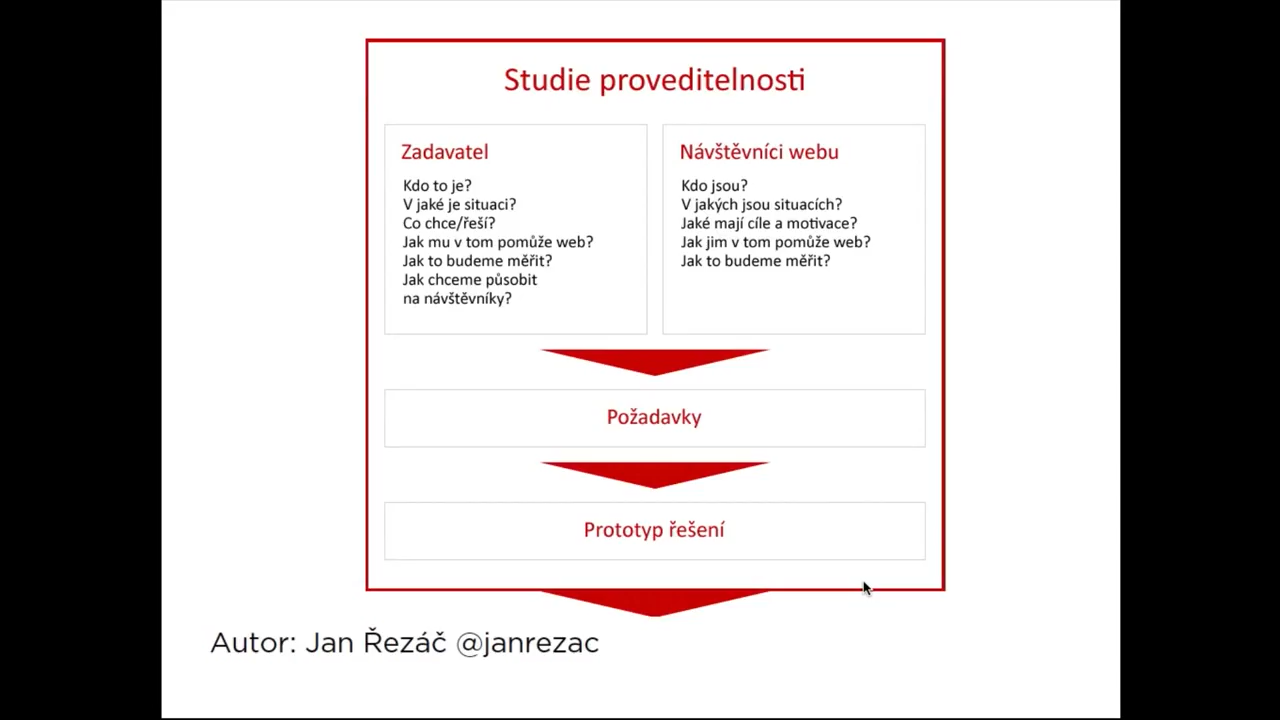 Studie proveditelnosti
Zadavatel
Kdo to je?
V jaké je situaci?
Co chce/řeší?
Jak mu v tom pomůže web?
Jak to budeme měřit?
Jak chceme působit
na návštěvníky?
Návštěvníci webu
Kdo jsou?
V jakých jsou situacích?
Jaké mají cíle a motivace?
Jak jim v tom pomůže web?
Jak to budeme měřit?
Požadavky
Prototyp řešení
Autor: Jan Řezáč @janrezac